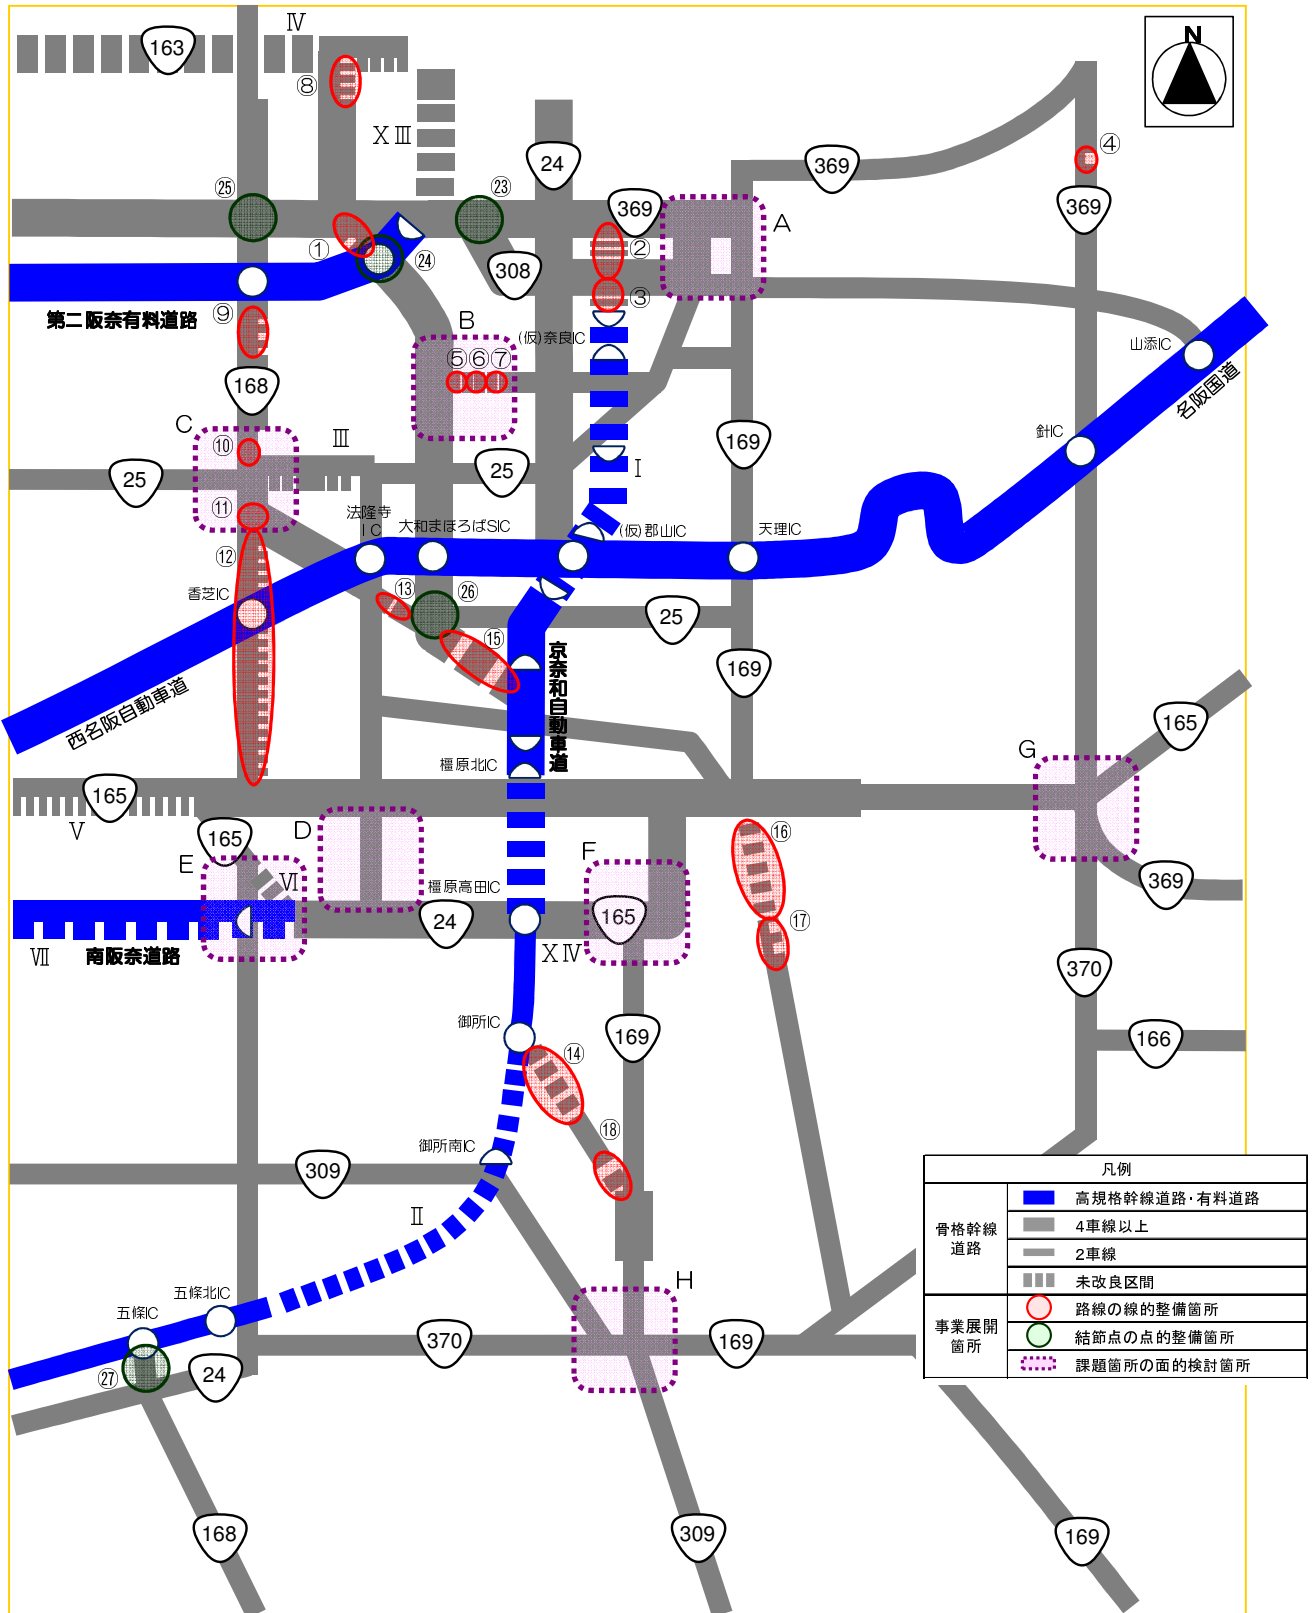 Ⅳ
N
163
⑧
ⅩⅢ
24
④
369
㉕
㉓
369
369
A
①
②
㉔
308
③
⑨
第二阪奈有料道路
(仮)奈良IC
B
山添IC
⑤⑥⑦
168
名阪国道
C
Ⅲ
⑩
169
針IC
25
25
Ⅰ
⑪
法隆寺
IC
大和まほろばSIC
(仮)郡山IC
天理IC
⑫
香芝IC
⑬
㉖
25
⑮
京奈和自動車道
169
西名阪自動車道
165
G
橿原北IC
165
Ⅴ
D
⑯
165
E
F
Ⅵ
橿原高田IC
369
24
165
⑰
Ⅶ
南阪奈道路
ⅩⅣ
370
御所IC
169
166
⑭
⑱
御所南IC
309
凡例
骨格幹線
道路
高規格幹線道路・有料道路
4車線以上
2車線
未改良区間
事業展開
箇所
路線の線的整備箇所
結節点の点的整備箇所
課題箇所の面的検討箇所
Ⅱ
H
五條北IC
五條IC
370
169
㉗
24
168
309
169